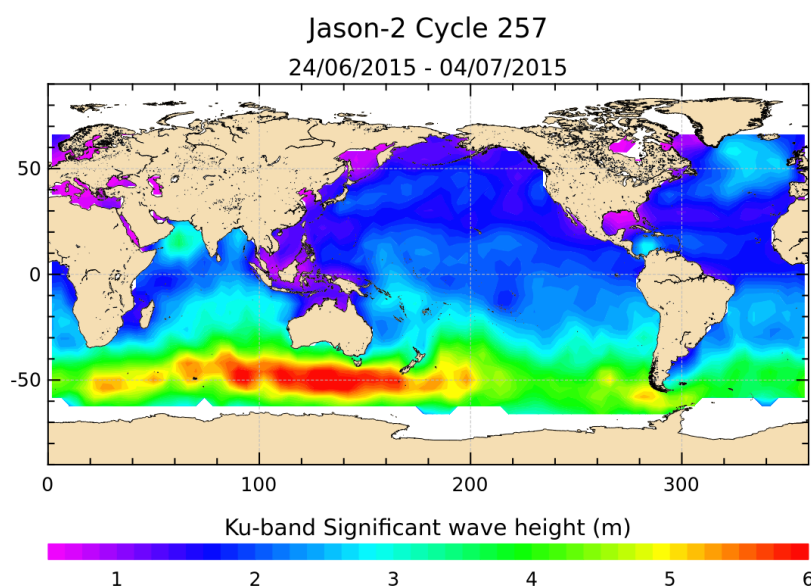 Jason-2 Cycle 257
24/06/2015 - 04/07/2015
50
0
-50
0 100 200 300
Ku-band Significant wave height (m)
1 2 3 4 5 6